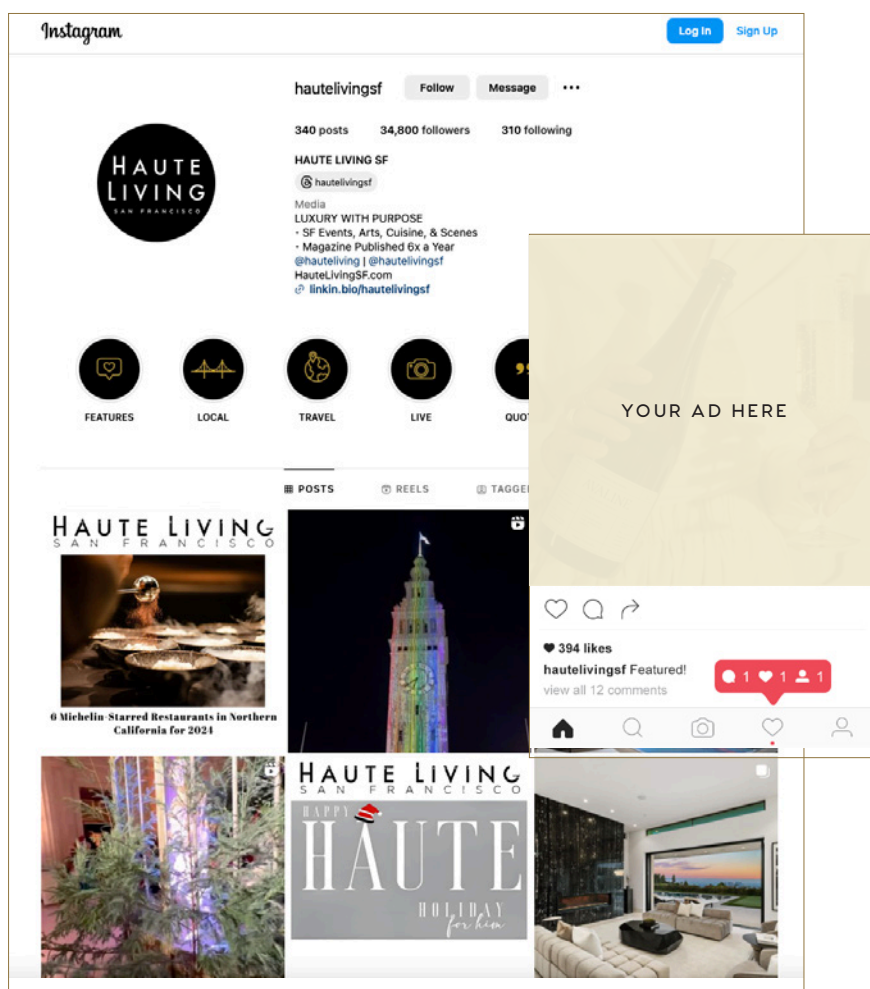 Instagram
Log In
Sign Up
hautelivingsf
Follow
Message
340 posts
34,800 followers
310 following
HAUTE LIVING SF
hautelivingsf
Media
LUXURY WITH PURPOSE
• SF Events, Arts, Cuisine, & Scenes
• Magazine Published 6x a Year
@hauteliving | @hautelivingsf
HauteLivingSF.com
linkin.bio/hautelivingsf
HAUTE
LIVING
SAN FRANCISCO
FEATURES
LOCAL
TRAVEL
LIVE
POSTS
REELS
HAUTE LIVING
SAN FRANCISCO
6 Michelin-Starred Restaurants in Northern
California for 2024
YOUR AD HERE
394 likes
hautelivingsf Featured!
view all 12 comments
1 1 1
HAUTE LIVING
SAN FRANCISCO
HAPPY
HAUTE
HOLIDAY
for him